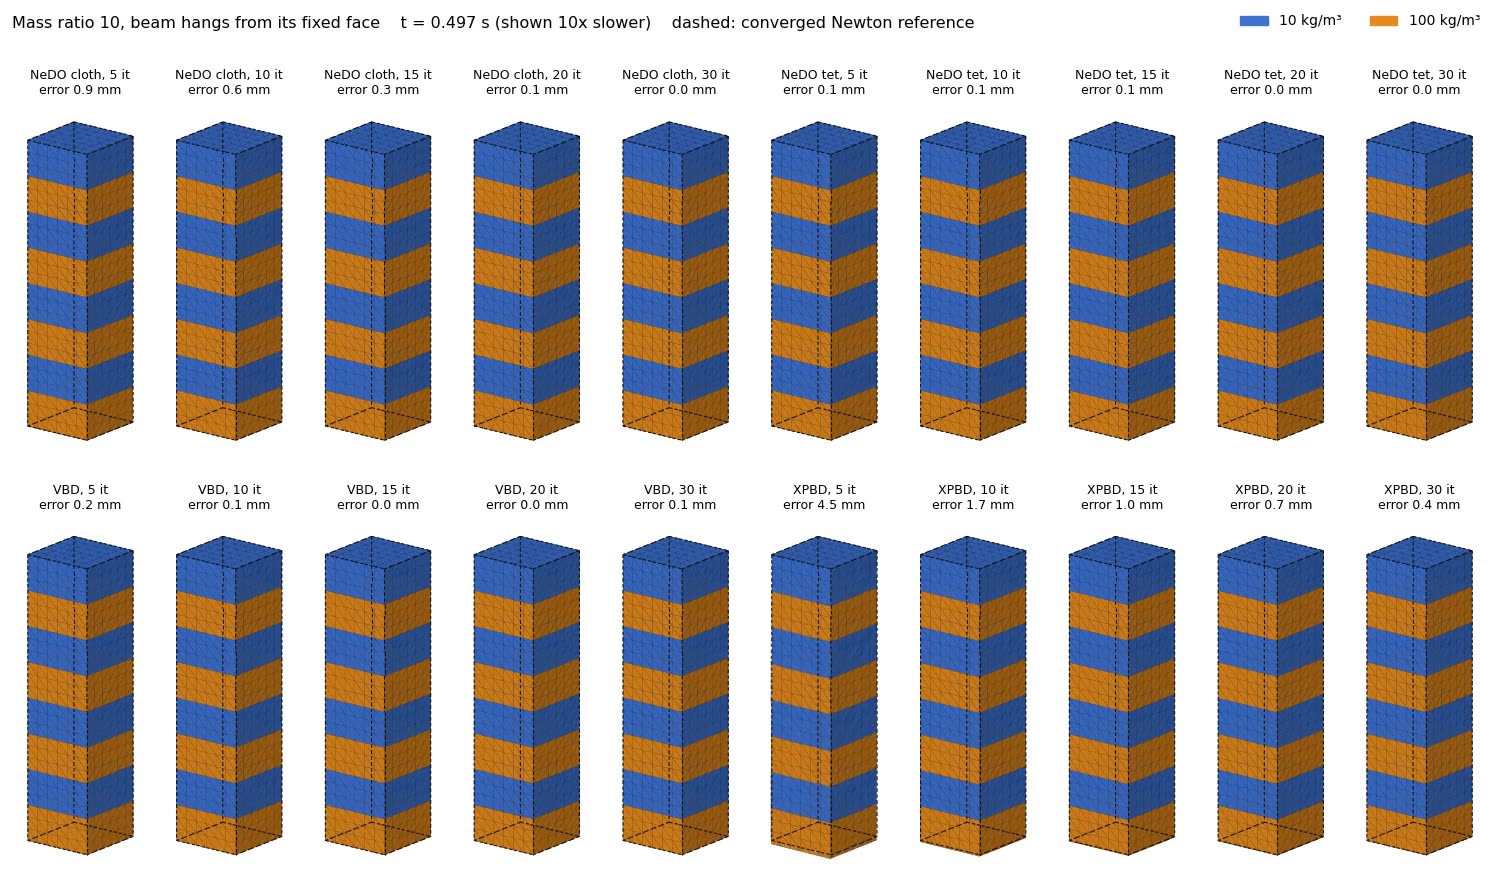 Mass ratio 10, beam hangs from its fixed face    t = 0.497 s (shown 10x slower)    dashed: converged Newton reference
10 kg/m³
100 kg/m³
NeDO cloth, 5 it
error 0.9 mm
NeDO cloth, 10 it
error 0.6 mm
NeDO cloth, 15 it
error 0.3 mm
NeDO cloth, 20 it
error 0.1 mm
NeDO cloth, 30 it
error 0.0 mm
NeDO tet, 5 it
error 0.1 mm
NeDO tet, 10 it
error 0.1 mm
NeDO tet, 15 it
error 0.1 mm
NeDO tet, 20 it
error 0.0 mm
NeDO tet, 30 it
error 0.0 mm
VBD, 5 it
error 0.2 mm
VBD, 10 it
error 0.1 mm
VBD, 15 it
error 0.0 mm
VBD, 20 it
error 0.0 mm
VBD, 30 it
error 0.1 mm
XPBD, 5 it
error 4.5 mm
XPBD, 10 it
error 1.7 mm
XPBD, 15 it
error 1.0 mm
XPBD, 20 it
error 0.7 mm
XPBD, 30 it
error 0.4 mm